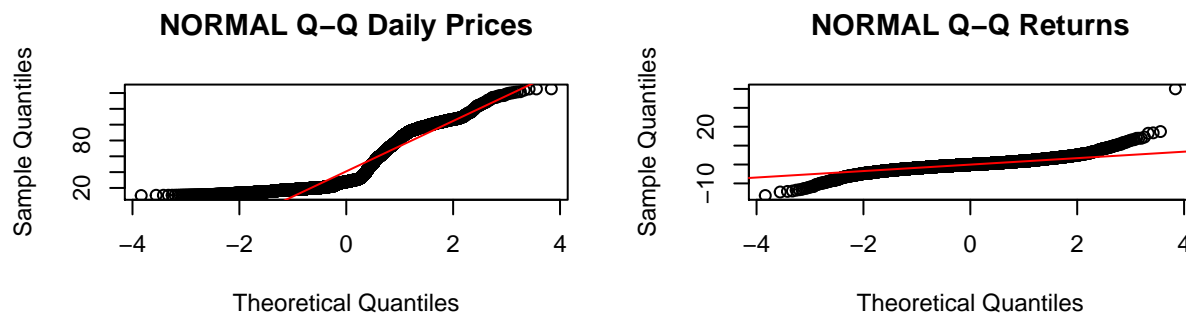 NORMAL Q−Q Daily Prices
Sample Quantiles
20
80
−4
−2
0
2
4
Theoretical Quantiles
NORMAL Q−Q Returns
Sample Quantiles
−10
20
−4
−2
0
2
4
Theoretical Quantiles